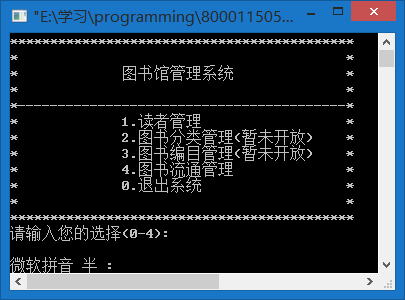 "E:\学习\programming\800011505...
*******************************************
* *
* 图书馆管理系统 *
* *
*-----------------------------------------*
* 1.读者管理 *
* 2.图书分类管理(暂未开放) *
* 3.图书编目管理(暂未开放) *
* 4.图书流通管理 *
* 0.退出系统 *
* *
*******************************************
请输入您的选择(0-4):
微软拼音 半 :